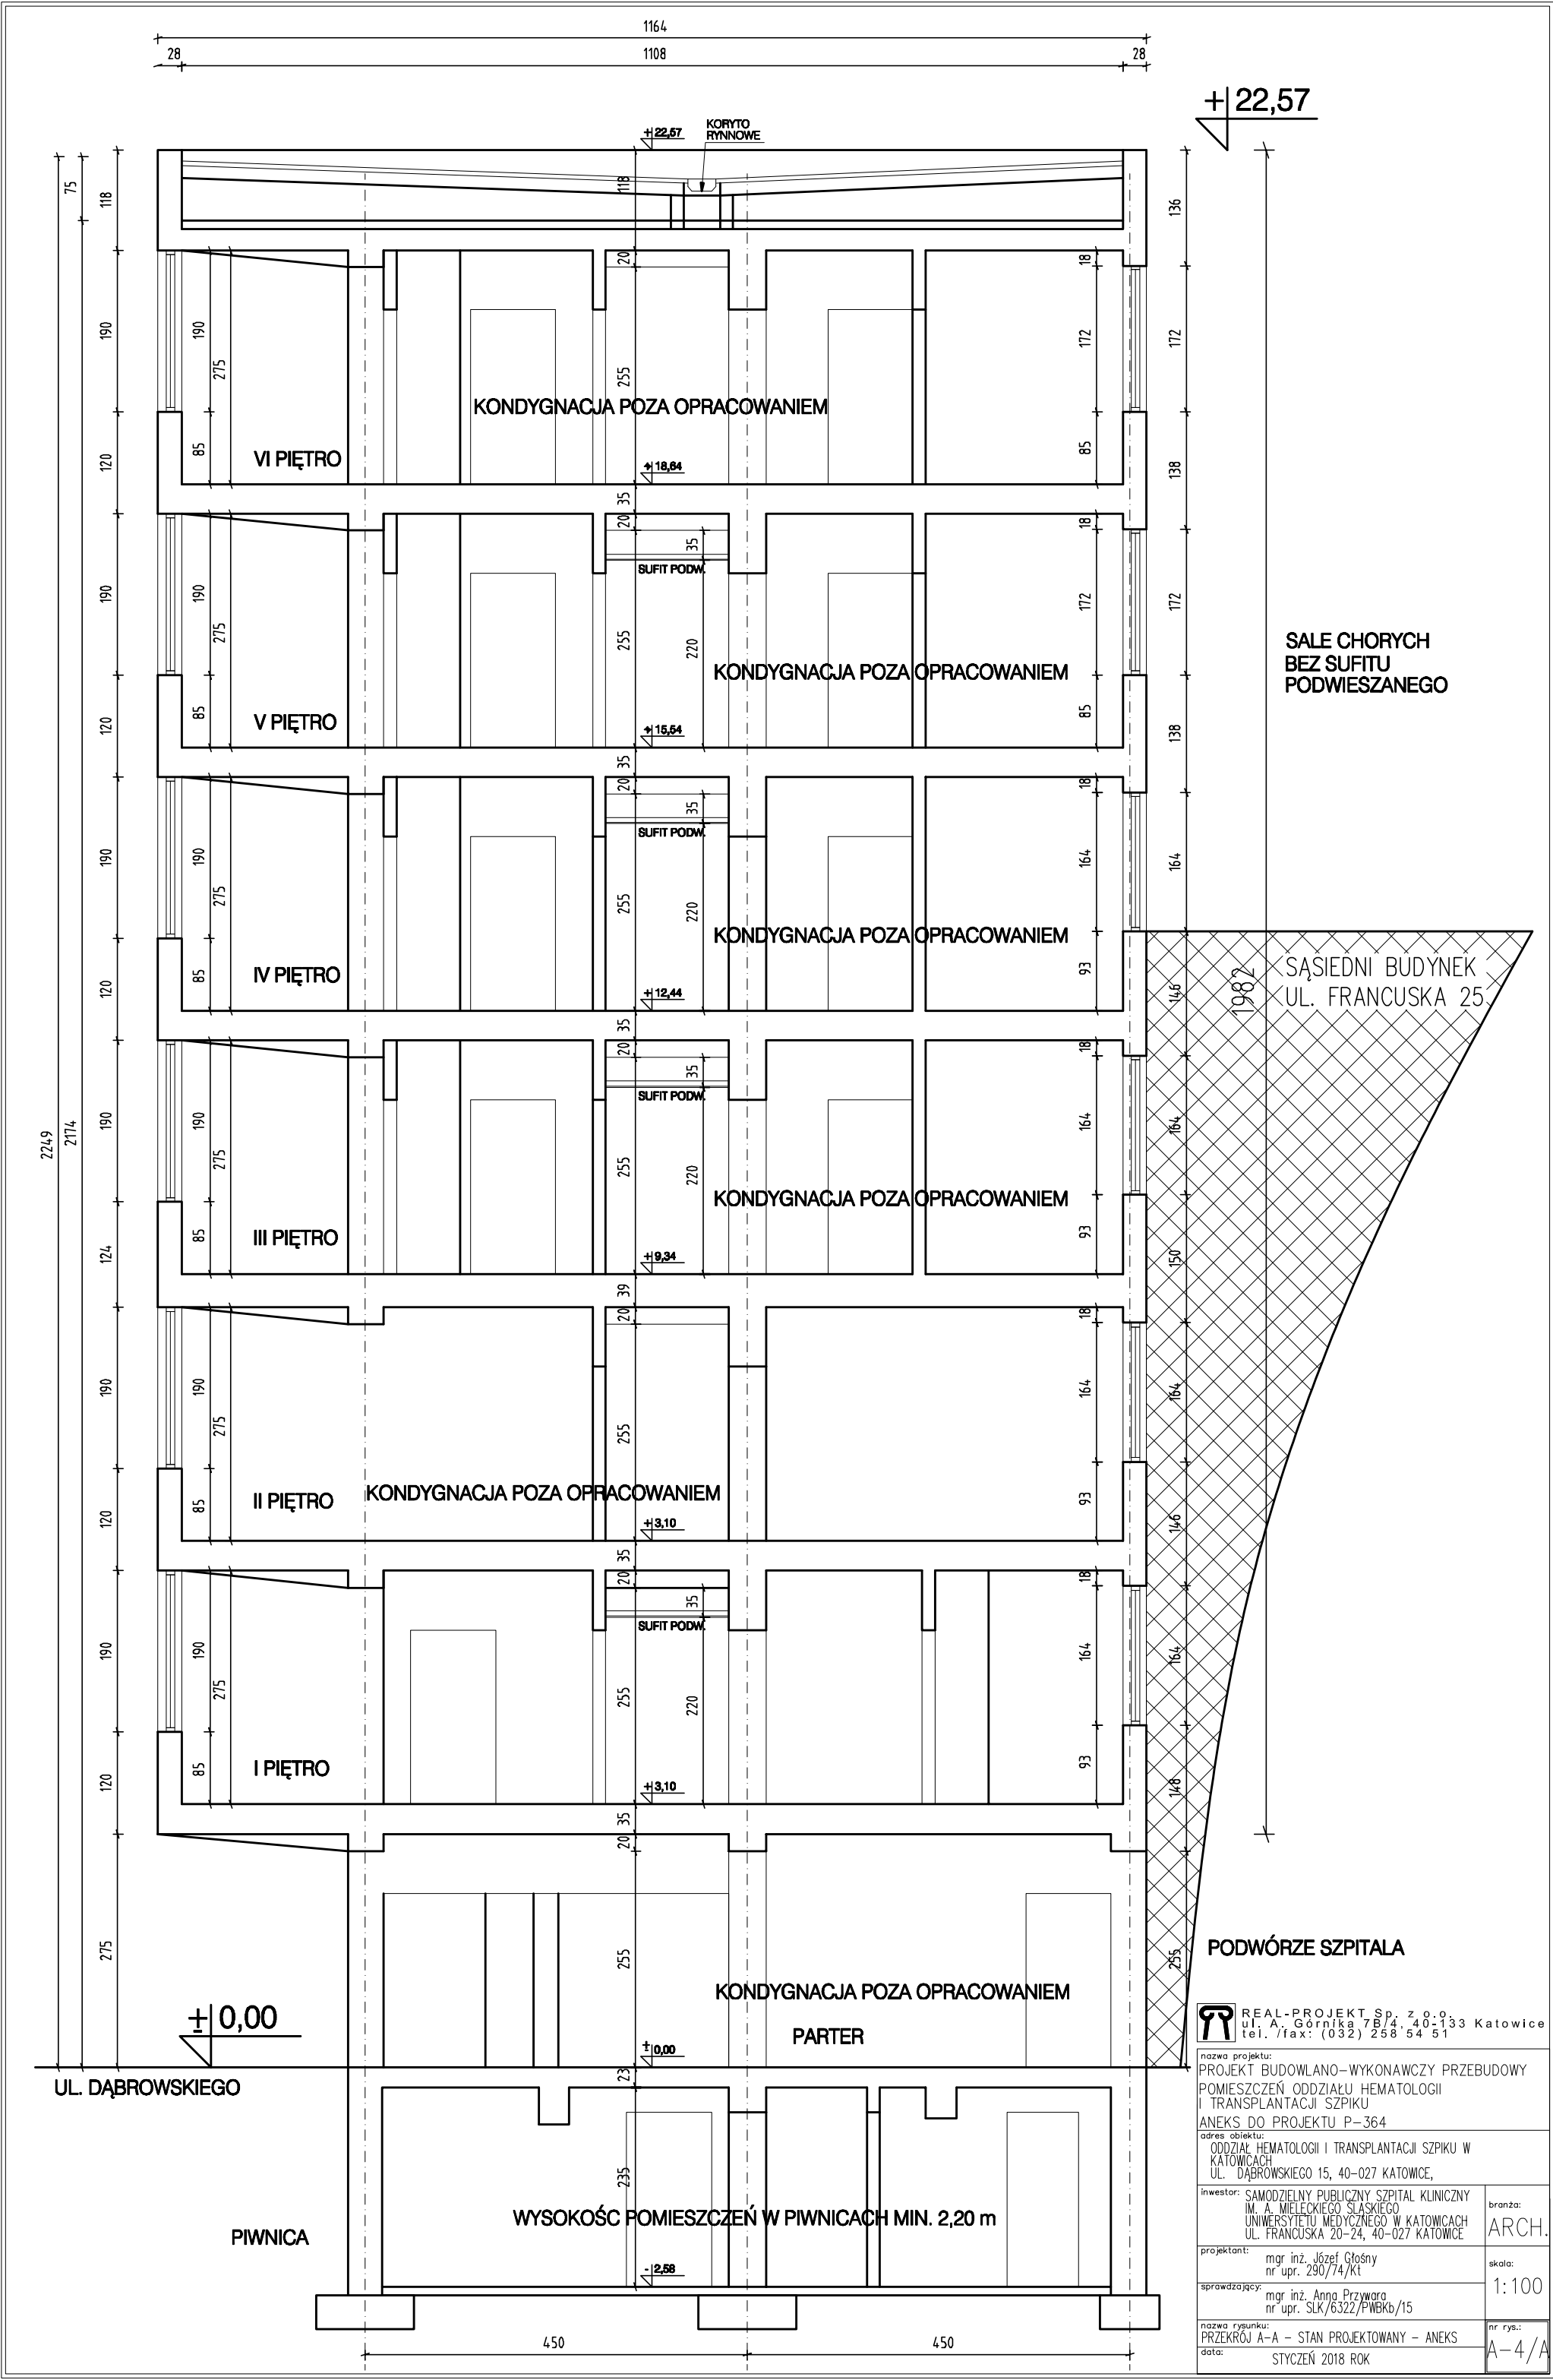 1164
28 1108 28
+22,57
+22,57
KORYTO
RYNNOWE
75 118 118 136
20 18
190 190 275 255 172 172
KONDYGNACJA POZA OPRACOWANIEM
VI PIĘTRO
120 85 +18,64 85 138
35
20 35 18
SUFIT PODW.
190 190 275 255 220 172 172
SALE CHORYCH
BEZ SUFITU
PODWIESZANEGO
KONDYGNACJA POZA OPRACOWANIEM
V PIĘTRO
120 85 +15,54 85 138
35
20 35 18
SUFIT PODW.
190 190 275 255 220 164 164
KONDYGNACJA POZA OPRACOWANIEM
IV PIĘTRO
120 85 +12,44 93 146 1982
SĄSIEDNI BUDYNEK
UL. FRANCUSKA 25
35
20 35 18
SUFIT PODW.
2249 2174 190 190 275 255 220 164 164
KONDYGNACJA POZA OPRACOWANIEM
III PIĘTRO
124 85 +9,34 93 150
39
20 18
190 190 275 255 164 164
KONDYGNACJA POZA OPRACOWANIEM
II PIĘTRO
120 85 +3,10 93 146
35
20 35 18
SUFIT PODW.
190 190 275 255 220 164 164
I PIĘTRO
120 85 +3,10 93 148
35
20
275 255 255
PODWÓRZE SZPITALA
KONDYGNACJA POZA OPRACOWANIEM
PARTER
± 0,00
± 0,00
UL. DĄBROWSKIEGO
23
235
WYSOKOŚĆ POMIESZCZEŃ W PIWNICACH MIN. 2,20 m
PIWNICA
- 2,58
450 450
REAL-PROJEKT Sp. z o.o.
ul. A. Górnika 7B/4, 40-133 Katowice
tel. /fax: (032) 258 54 51
nazwa projektu:
PROJEKT BUDOWLANO-WYKONAWCZY PRZEBUDOWY
POMIESZCZEŃ ODDZIAŁU HEMATOLOGII
I TRANSPLANTACJI SZPIKU
ANEKS DO PROJEKTU P-364
adres obiektu:
ODDZIAŁ HEMATOLOGII I TRANSPLANTACJI SZPIKU W
KATOWICACH
UL. DĄBROWSKIEGO 15, 40-027 KATOWICE,
inwestor: SAMODZIELNY PUBLICZNY SZPITAL KLINICZNY
IM. A. MIELĘCKIEGO ŚLĄSKIEGO
UNIWERSYTETU MEDYCZNEGO W KATOWICACH
UL. FRANCUSKA 20-24, 40-027 KATOWICE
branża:
ARCH.
projektant:
mgr inż. Józef Głośny
nr upr. 290/74/Kt
skala:
1:100
sprawdzający:
mgr inż. Anna Przywara
nr upr. SLK/6322/PWBKb/15
nazwa rysunku:
PRZEKRÓJ A-A - STAN PROJEKTOWANY - ANEKS
nr rys.:
A-4/A
data:
STYCZEŃ 2018 ROK